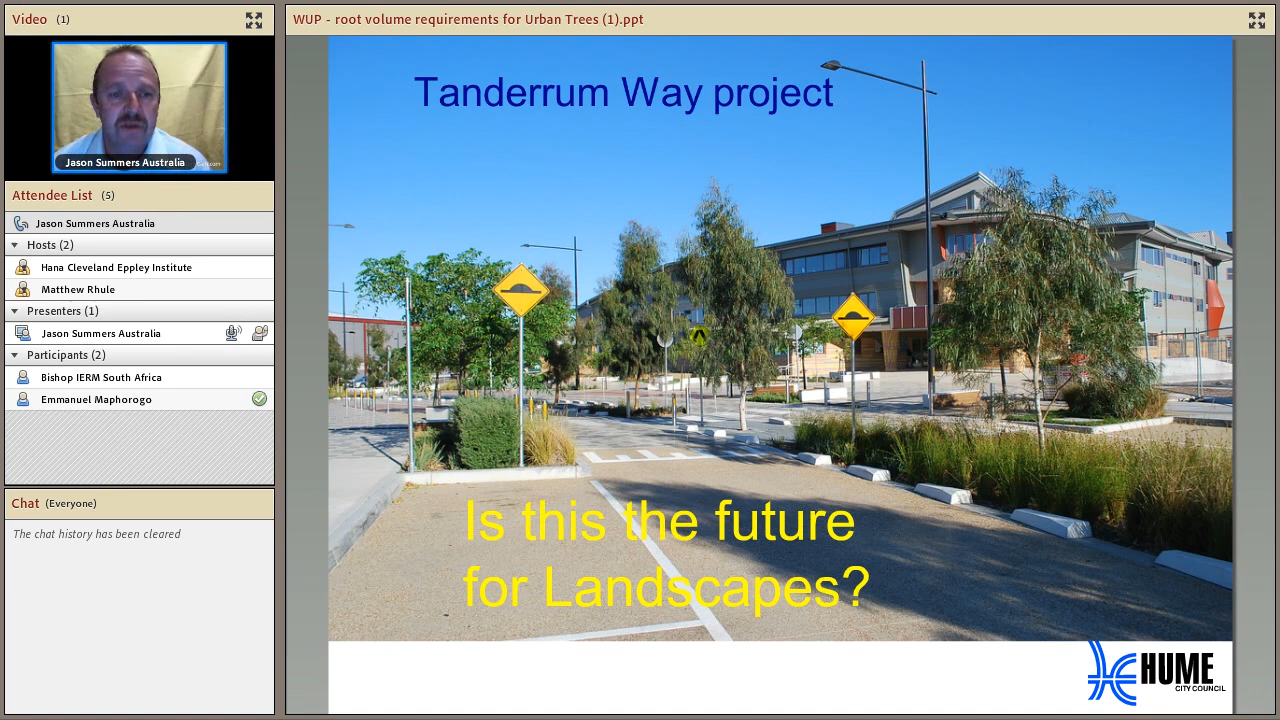 Video (1)
Jason Summers Australia
Attendee List (5)
Jason Summers Australia
Hosts (2)
Hana Cleveland Eppley Institute
Matthew Rhule
Presenters (1)
Jason Summers Australia
Participants (2)
Bishop IERM South Africa
Emmanuel Maphorogo
Chat (Everyone)
The chat history has been cleared
WUP - root volume requirements for Urban Trees (1).ppt
Tanderrum Way project
Is this the future
for Landscapes?
HUME
CITY COUNCIL